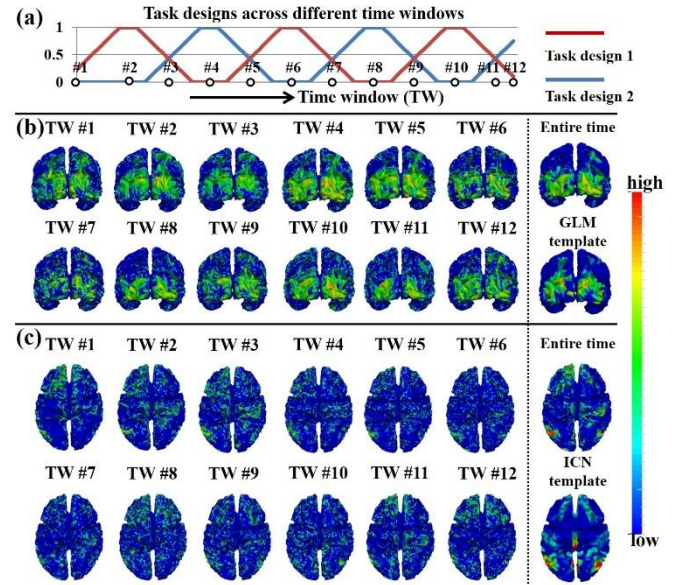 (a)
Task designs across different time windows
1
0.5
0
#1 #2 #3 #4 #5 #6 #7 #8 #9 #10 #11 #12
Time window (TW)
Task design 1
Task design 2
(b)
TW #1 TW #2 TW #3 TW #4 TW #5 TW #6 Entire time
TW #7 TW #8 TW #9 TW #10 TW #11 TW #12 GLM template
(c)
TW #1 TW #2 TW #3 TW #4 TW #5 TW #6 Entire time
TW #7 TW #8 TW #9 TW #10 TW #11 TW #12 ICN template
high
low